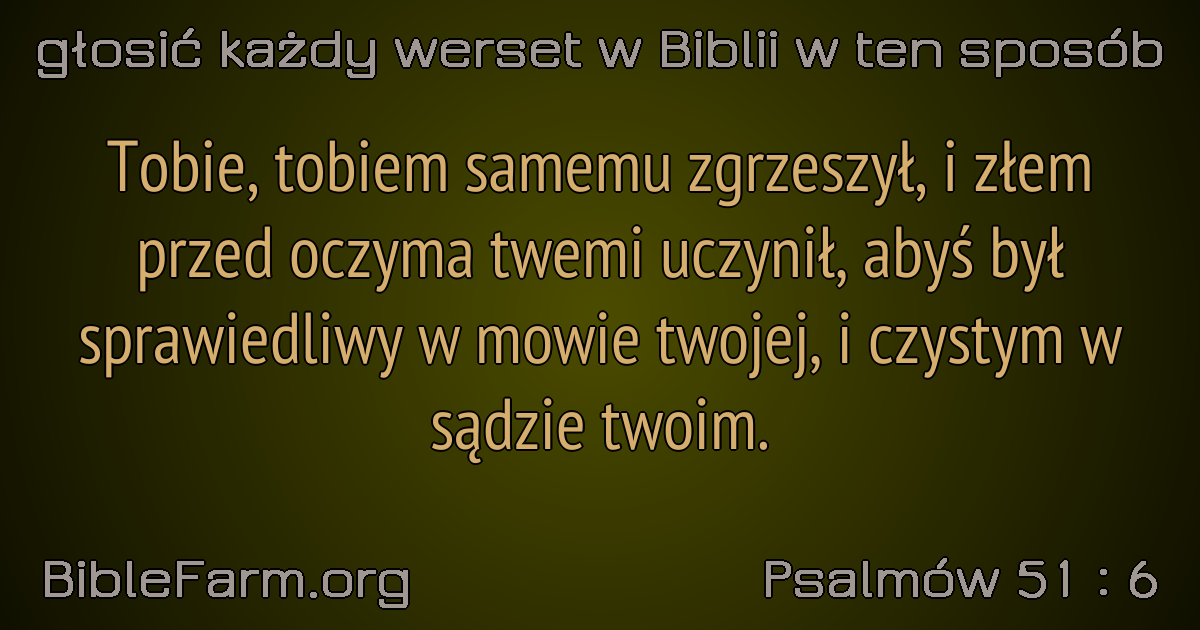 głosić każdy werset w Biblii w ten sposób
Tobie, tobiem samemu zgrzeszył, i złem
przed oczyma twemi uczynił, abyś był
sprawiedliwy w mowie twojej, i czystym w
sądzie twoim.
BibleFarm.org
Psalmów 51 : 6